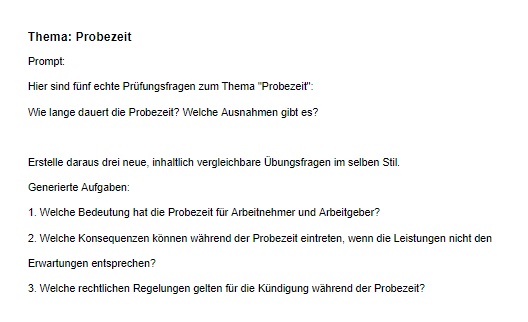 Thema: Probezeit
Prompt:
Hier sind fünf echte Prüfungsfragen zum Thema "Probezeit":
Wie lange dauert die Probezeit? Welche Ausnahmen gibt es?
Erstelle daraus drei neue, inhaltlich vergleichbare Übungsfragen im selben Stil.
Generierte Aufgaben:
1. Welche Bedeutung hat die Probezeit für Arbeitnehmer und Arbeitgeber?
2. Welche Konsequenzen können während der Probezeit eintreten, wenn die Leistungen nicht den
Erwartungen entsprechen?
3. Welche rechtlichen Regelungen gelten für die Kündigung während der Probezeit?